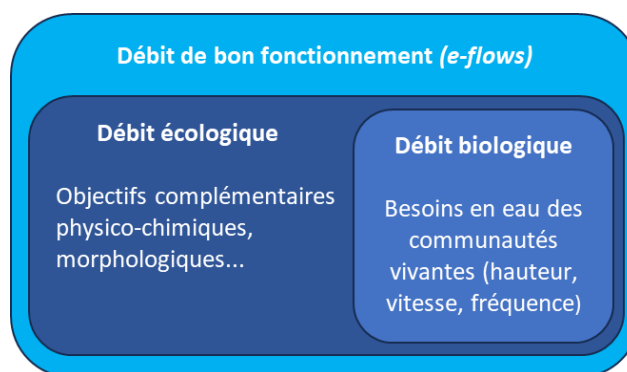 Débit de bon fonctionnement (e-flows)
Débit écologique
Objectifs complémentaires
physico-chimiques,
morphologiques...
Débit biologique
Besoins en eau des
communautés
vivantes (hauteur,
vitesse, fréquence)